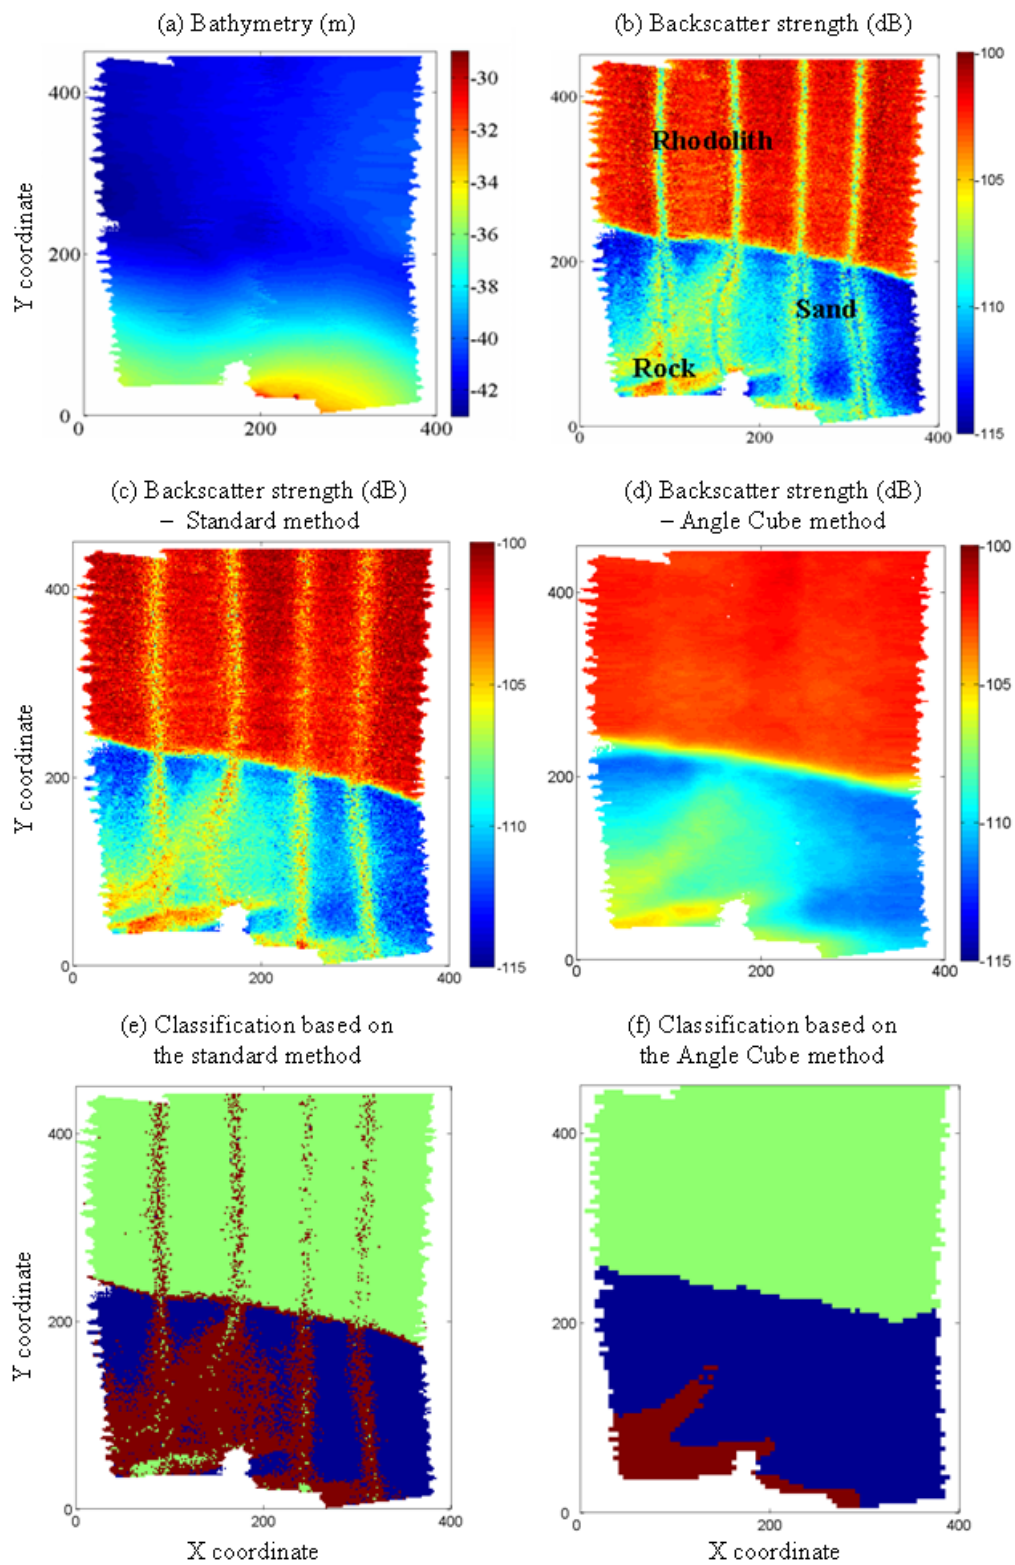 (a) Bathymetry (m)
(b) Backscatter strength (dB)
Y coordinate
400
200
0
200
400
-30
-32
-34
-36
-38
-40
-42
400
200
0
200
400
Rhodolith
Sand
Rock
-100
-105
-110
-115
(c) Backscatter strength (dB)
– Standard method
(d) Backscatter strength (dB)
– Angle Cube method
Y coordinate
400
200
0
0
200
400
-100
-105
-110
-115
400
200
0
0
200
400
-100
-105
-110
-115
(e) Classification based on
the standard method
(f) Classification based on
the Angle Cube method
Y coordinate
400
200
0
0
200
400
X coordinate
400
200
0
0
200
400
X coordinate